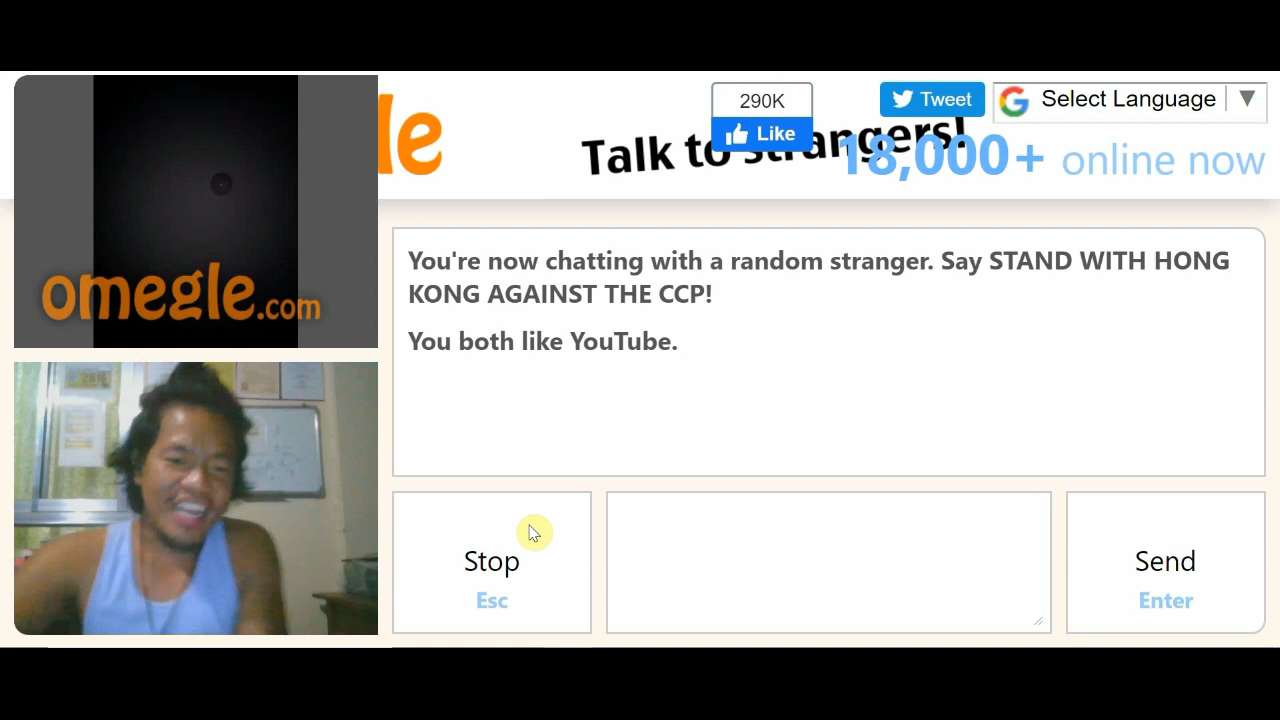 le
Talk to strangers!
290K
Like
Tweet
Select Language
18,000+ online now
omegle.com
You're now chatting with a random stranger. Say STAND WITH HONG
KONG AGAINST THE CCP!
You both like YouTube.
Stop
Esc
Send
Enter